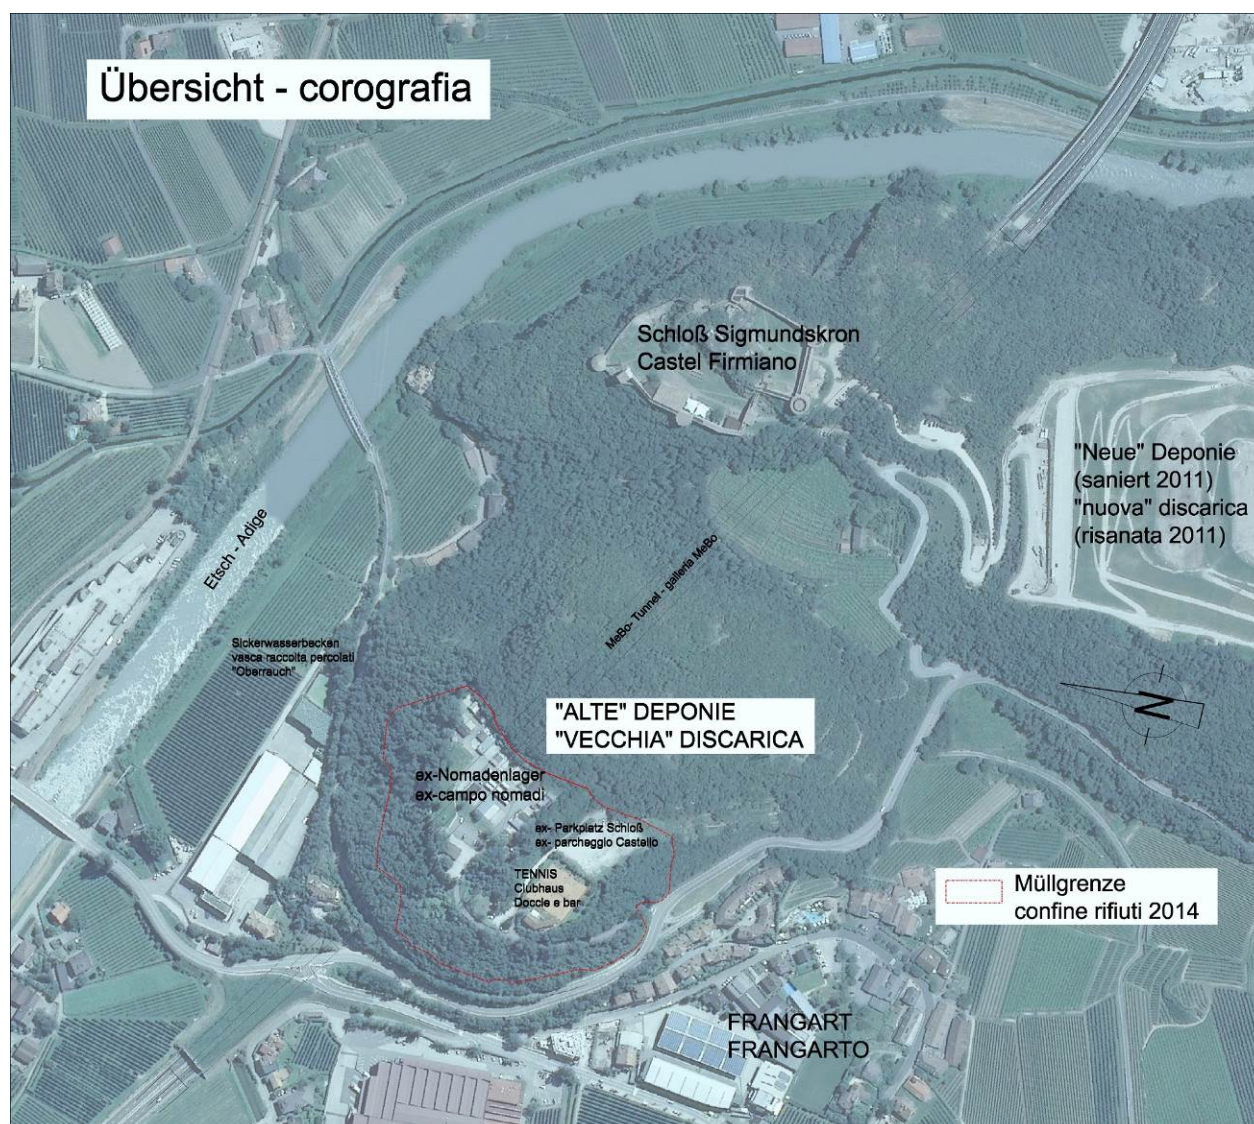 Übersicht - corografia
Schloß Sigmundskron
Castel Firmiano
"Neue" Deponie
(saniert 2011)
"nuova" discarica
(risanata 2011)
Etsch - Adige
MeBo- Tunnel - galleria MeBo
Sickerwasserbecken
vasca raccolta percolati
"Oberrauch"
"ALTE" DEPONIE
"VECCHIA" DISCARICA
N
ex-Nomadenlager
ex-campo nomadi
ex- Parkplatz Schloß
ex- parcheggio Castello
TENNIS
Clubhaus
Doccie e bar
Müllgrenze
confine rifiuti 2014
FRANGART
FRANGARTO